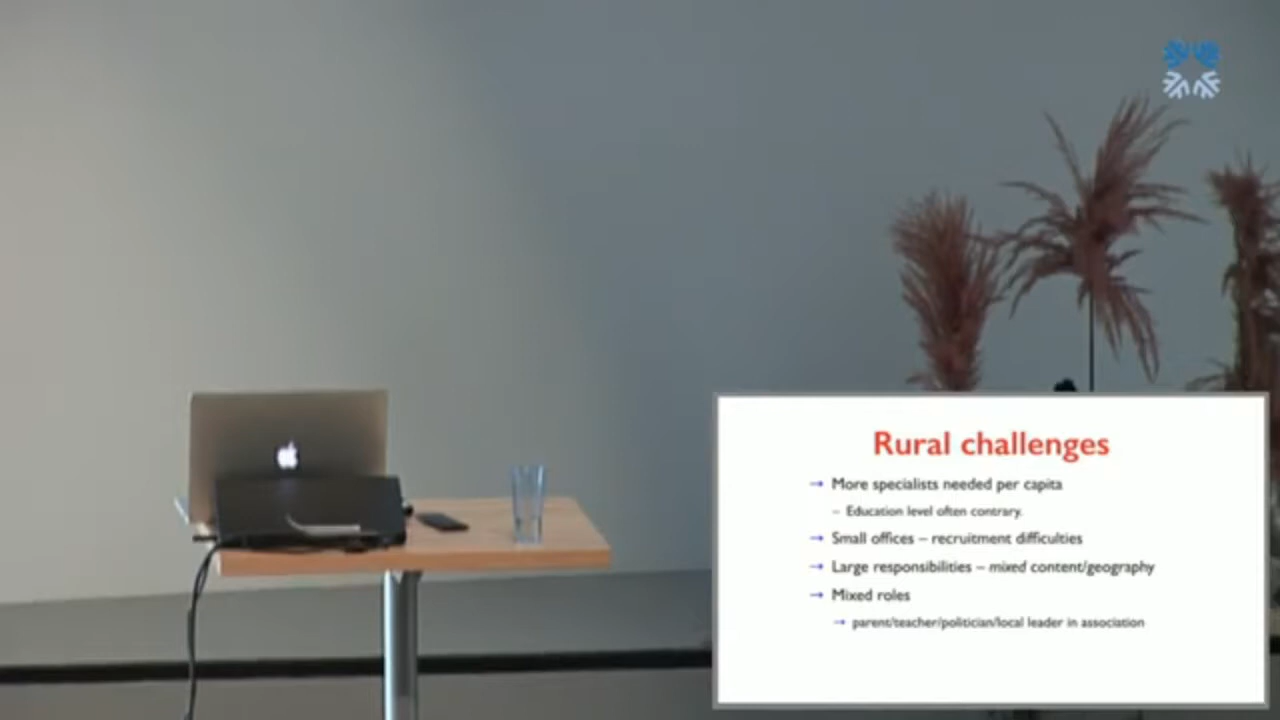 Rural challenges
→ More specialists needed per capita
– Education level often contrary.
→ Small offices – recruitment difficulties
→ Large responsibilities – mixed content/geography
→ Mixed roles
→ parent/teacher/politician/local leader in association